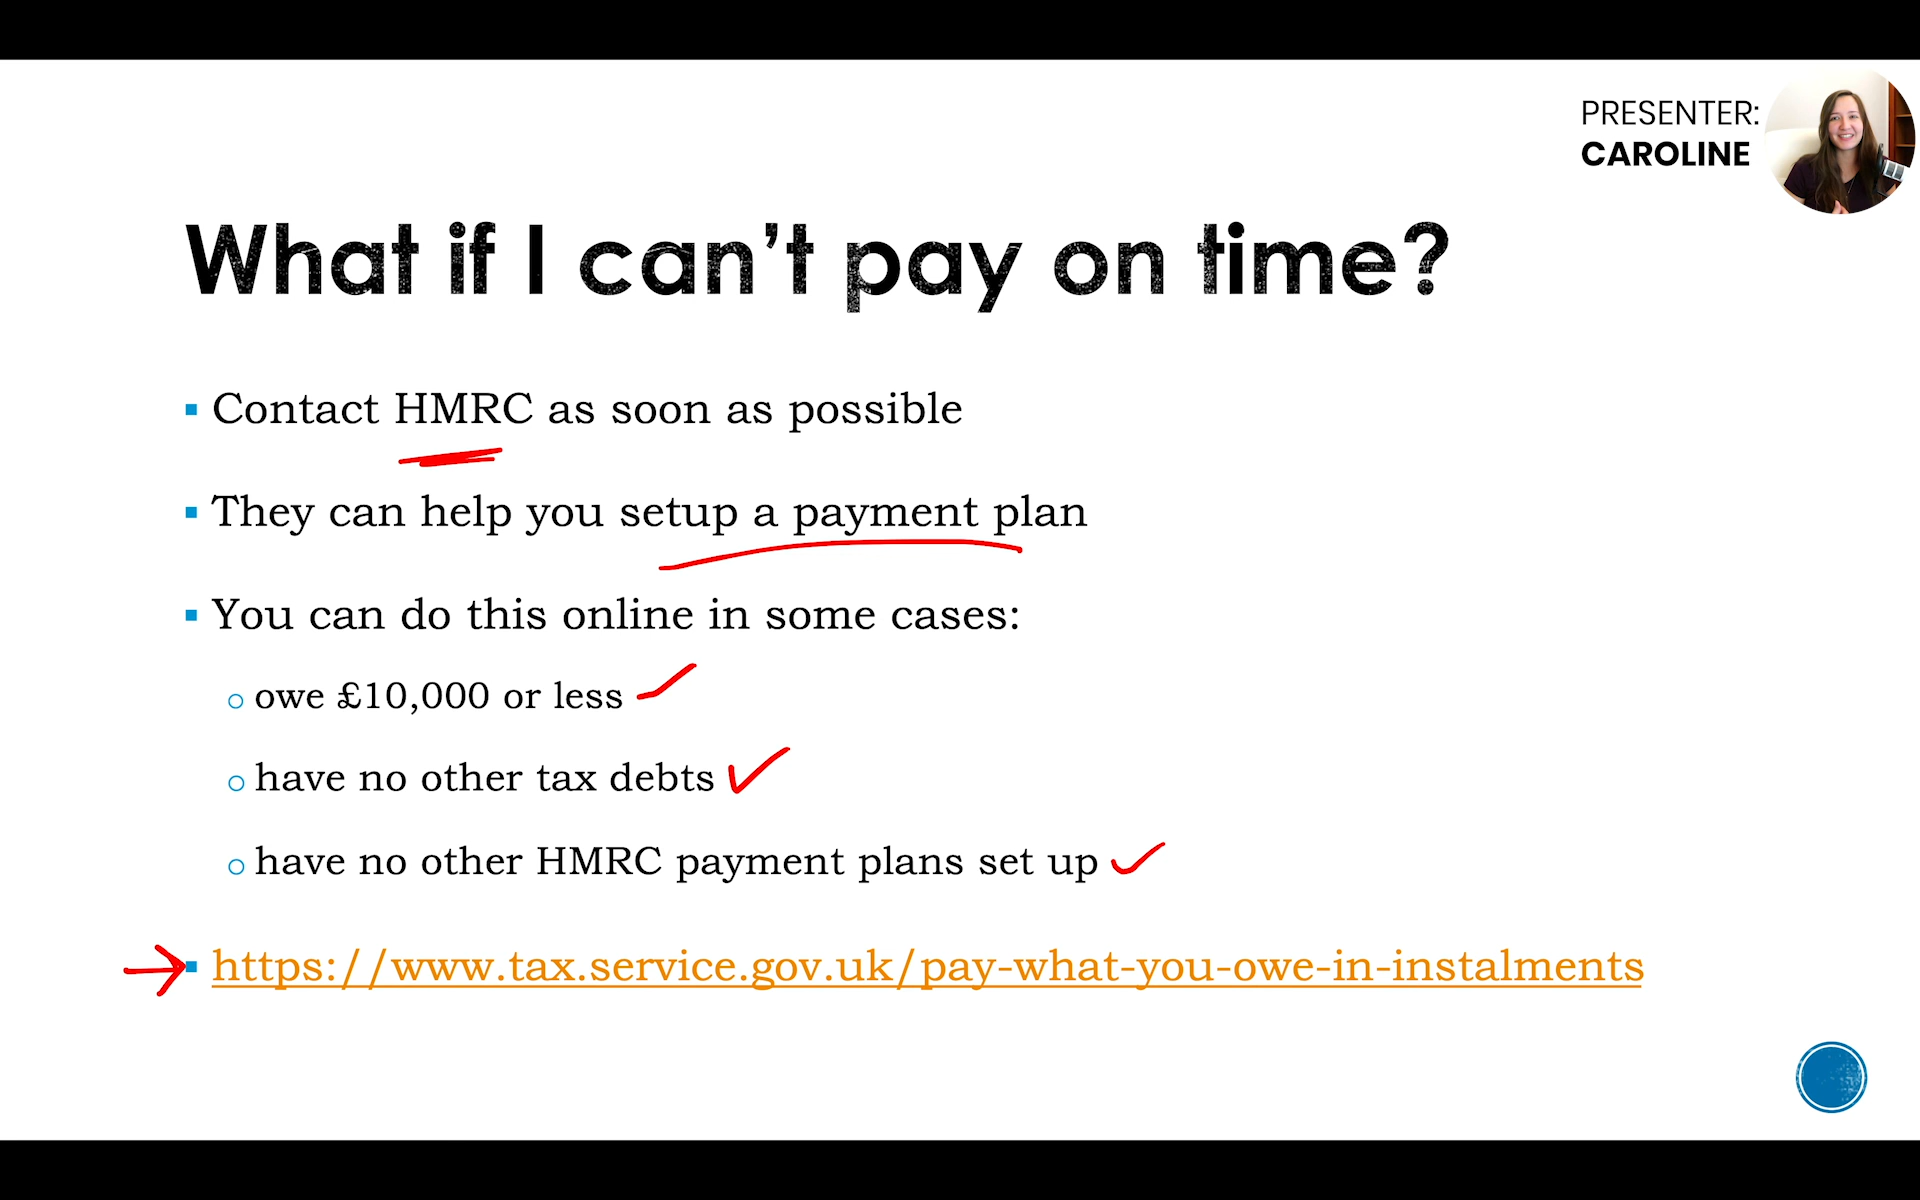 PRESENTER:
CAROLINE
What if I can’t pay on time?
Contact HMRC as soon as possible
They can help you setup a payment plan
You can do this online in some cases:
owe £10,000 or less
have no other tax debts
have no other HMRC payment plans set up
https://www.tax.service.gov.uk/pay-what-you-owe-in-instalments